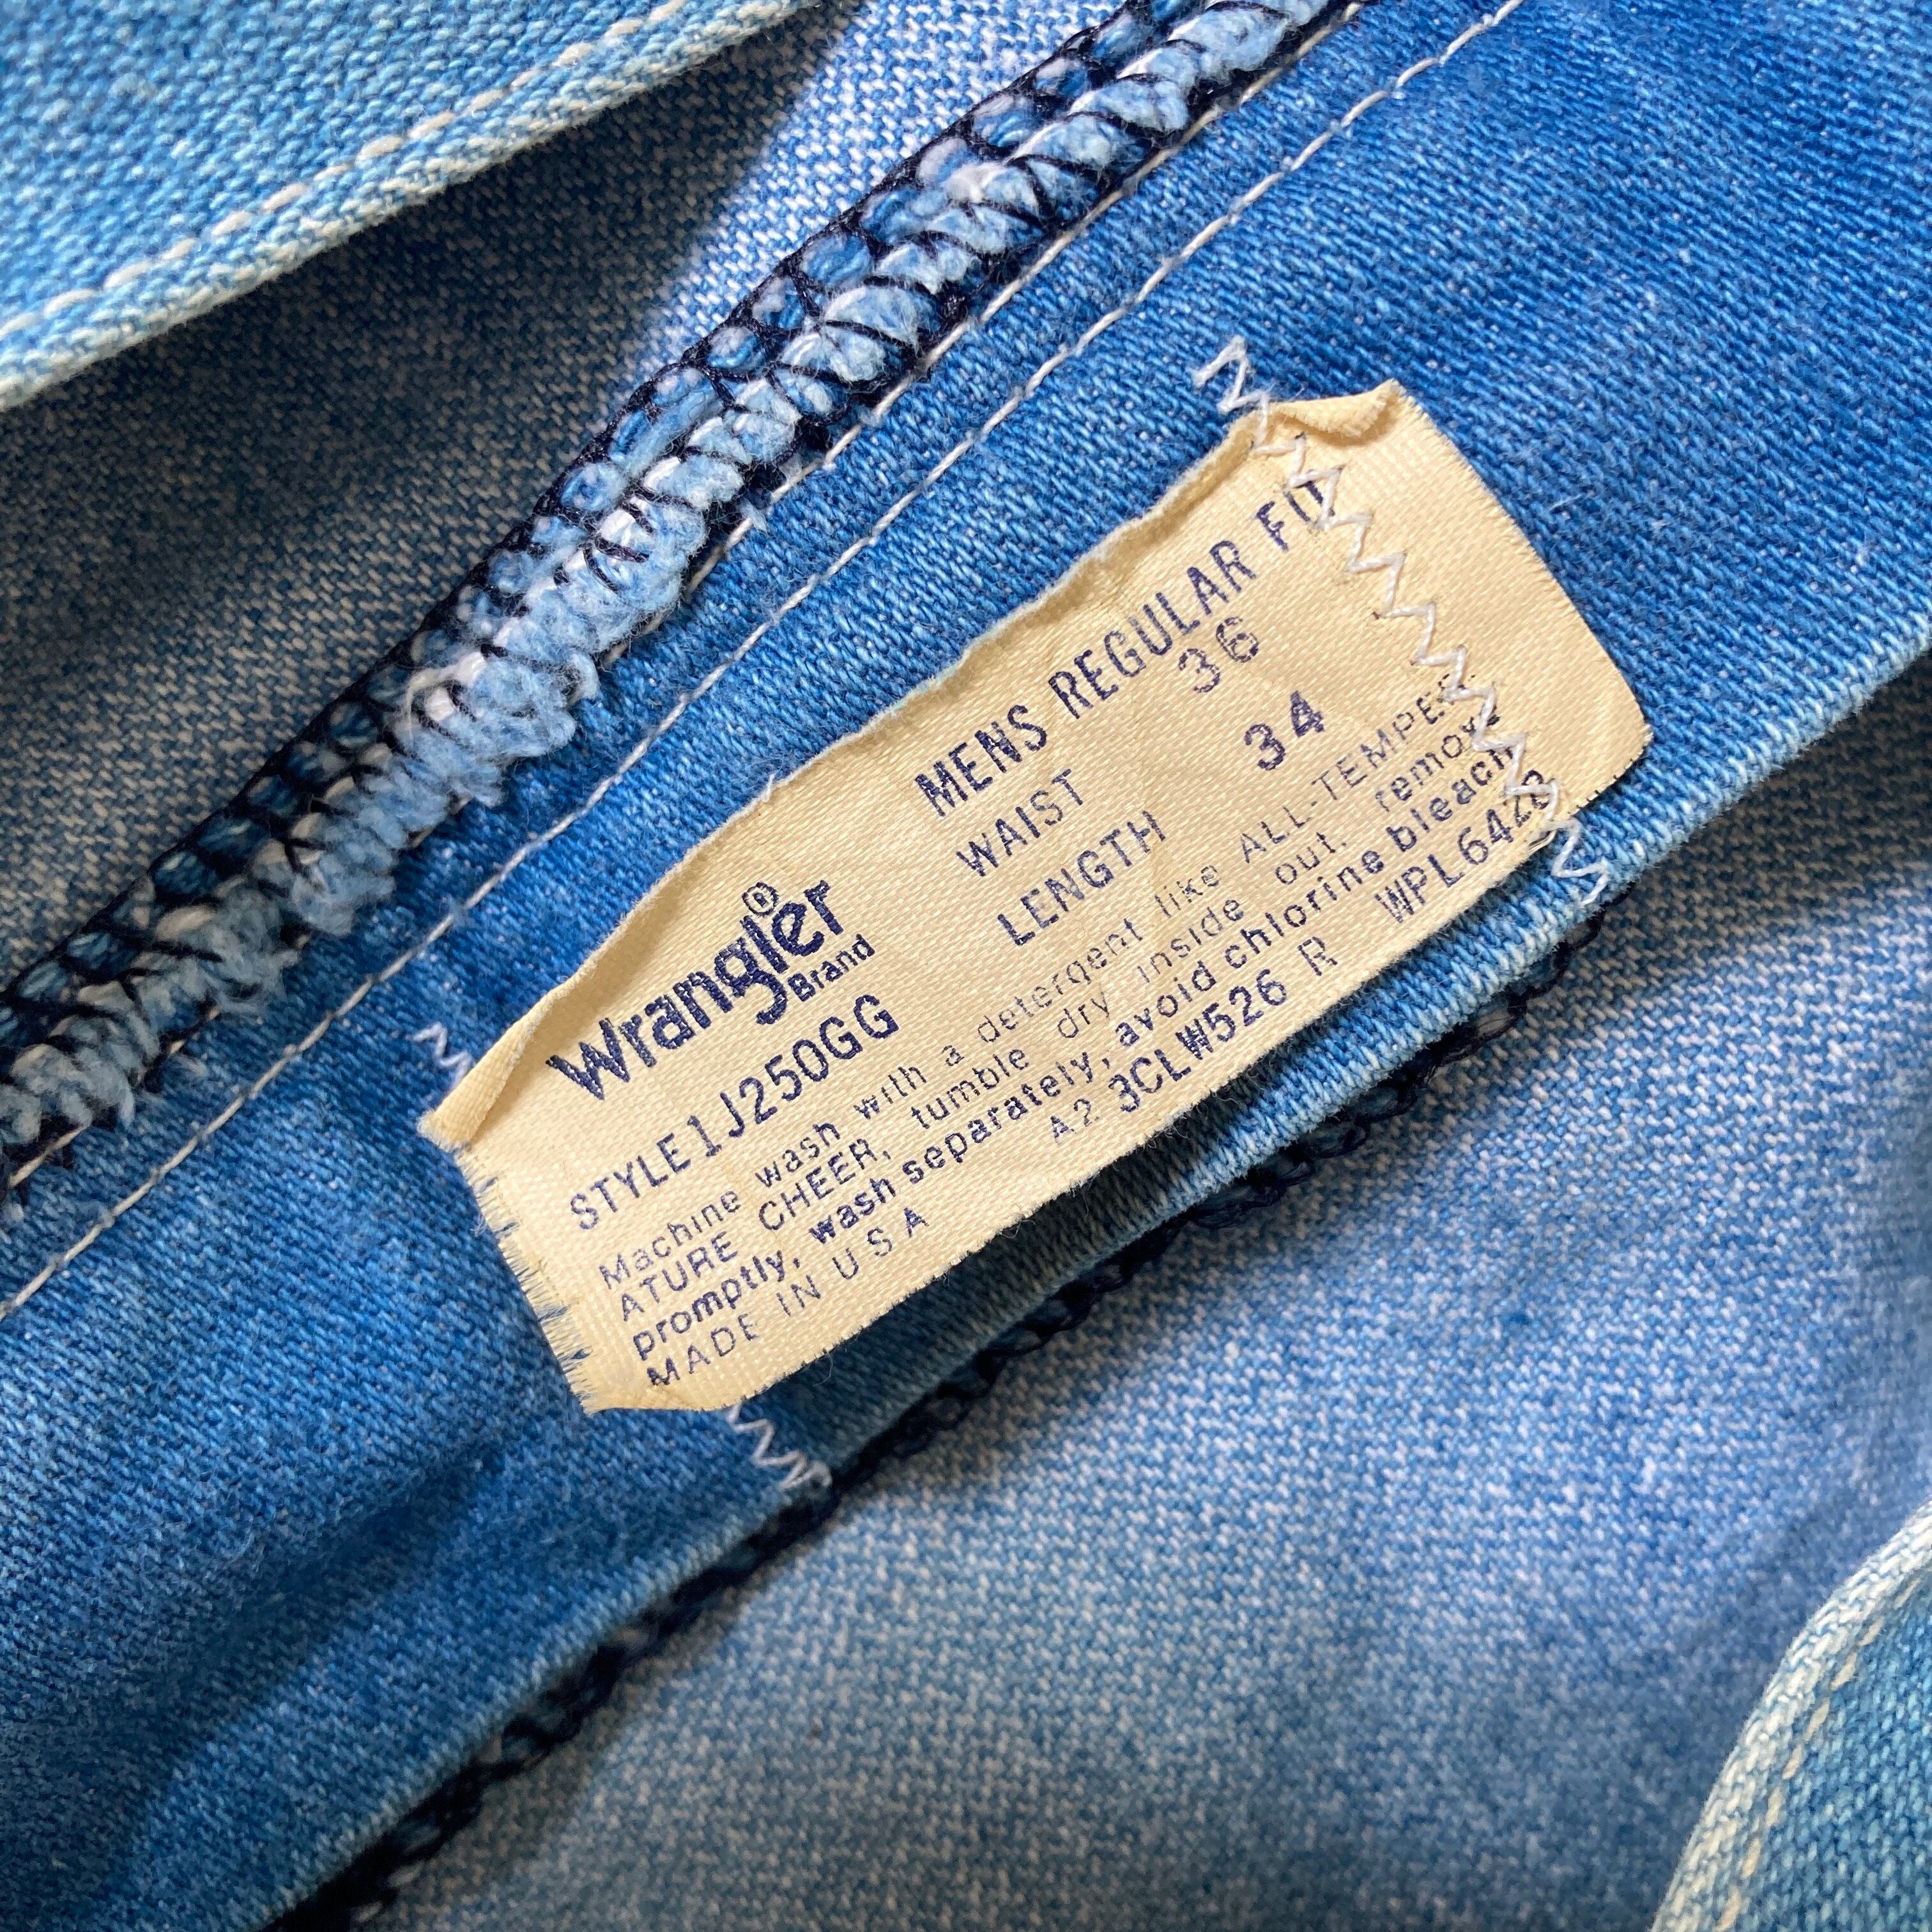 MENS REGULAR FIT
Wrangler®
Brand
WAIST 36
STYLE 1J250GG
LENGTH 34
Machine wash with a detergent like ALL-TEMPER-
ATURE CHEER, tumble dry inside out, remove
promptly, wash separately, avoid chlorine bleach
MADE IN U S A
A2 3CLW526 R WPL6428